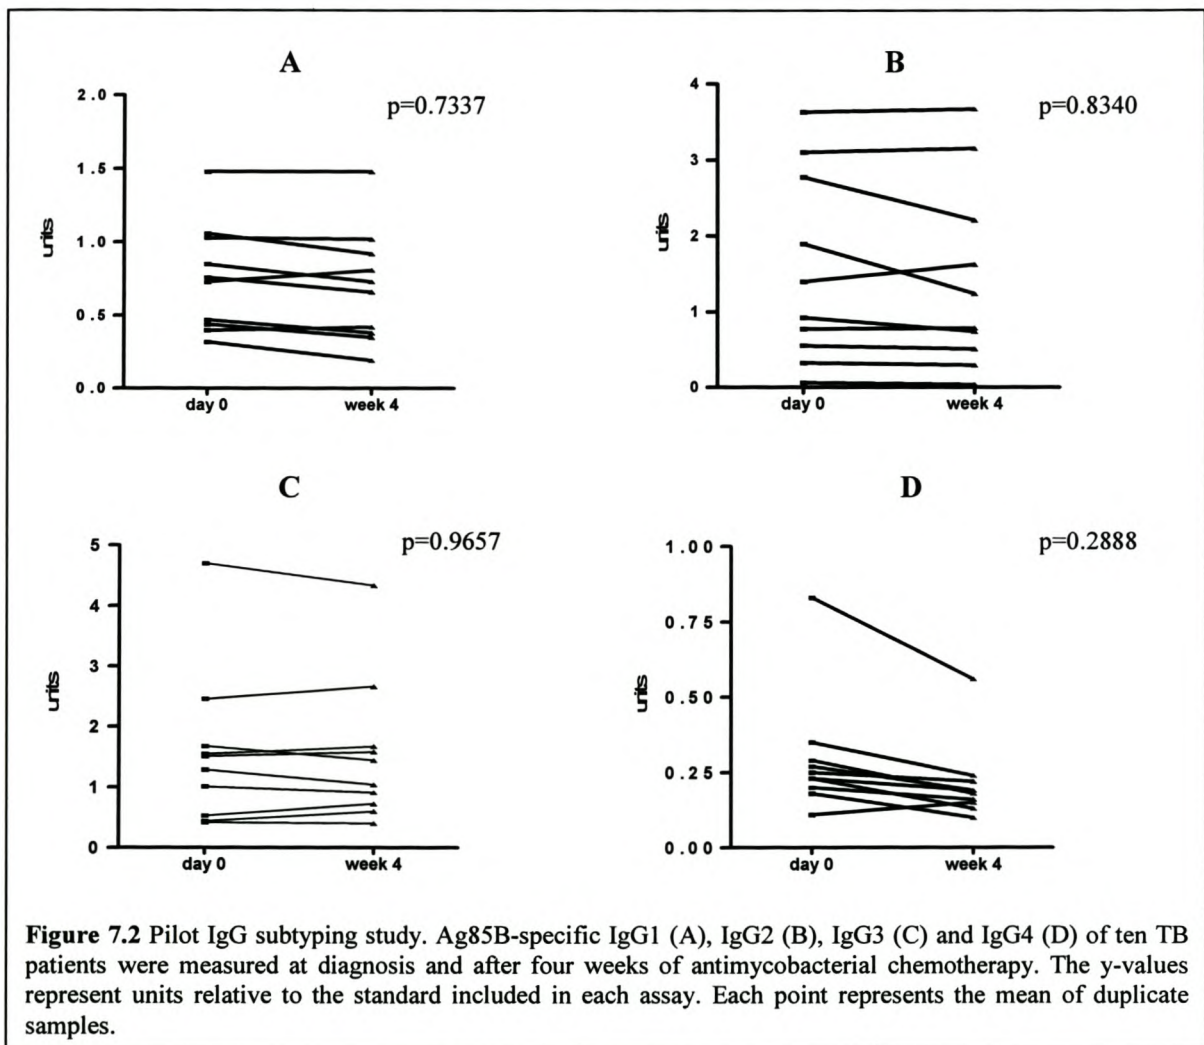 A
p=0.7337
2.0
1.5
1.0
0.5
0.0
units
day 0 week 4
B
p=0.8340
4
3
2
1
0
units
day 0 week 4
C
p=0.9657
5
4
3
2
1
0
units
day 0 week 4
D
p=0.2888
1.00
0.75
0.50
0.25
0.00
units
day 0 week 4
Figure 7.2 Pilot IgG subtyping study. Ag85B-specific IgG1 (A), IgG2 (B), IgG3 (C) and IgG4 (D) of ten TB
patients were measured at diagnosis and after four weeks of antimycobacterial chemotherapy. The y-values
represent units relative to the standard included in each assay. Each point represents the mean of duplicate
samples.